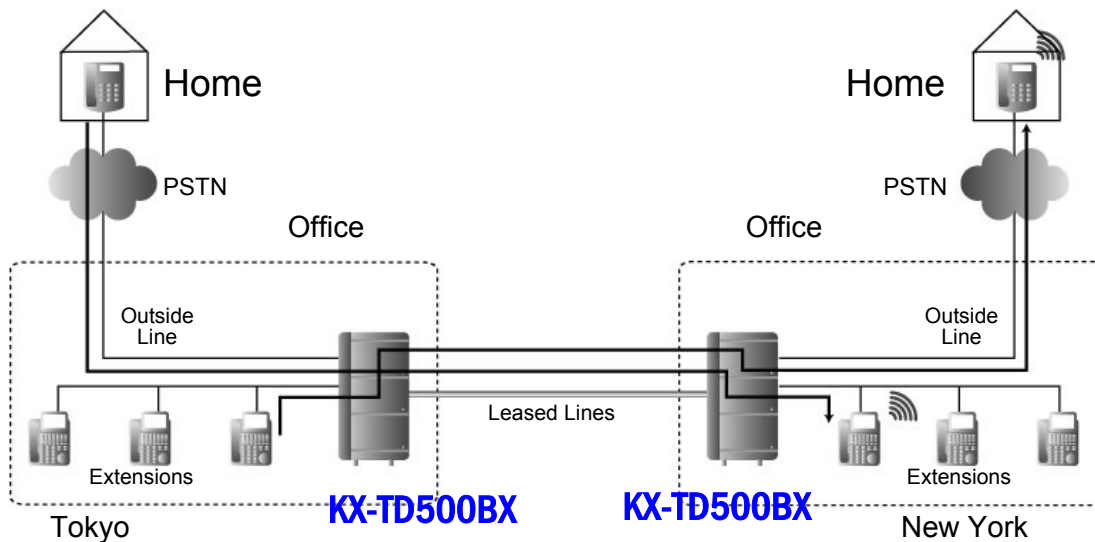 Home
Home
PSTN
PSTN
Office
Office
Outside
Line
Outside
Line
Leased Lines
Extensions
Extensions
KX-TD500BX
KX-TD500BX
Tokyo
New York